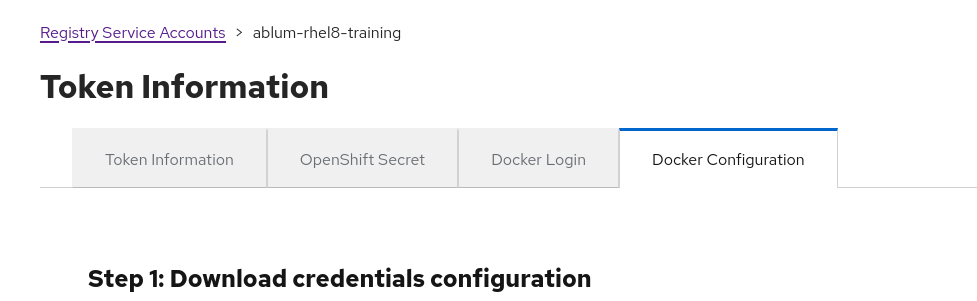 Registry Service Accounts > ablum-rhel8-training
Token Information
Token Information OpenShift Secret Docker Login Docker Configuration
Step 1: Download credentials configuration